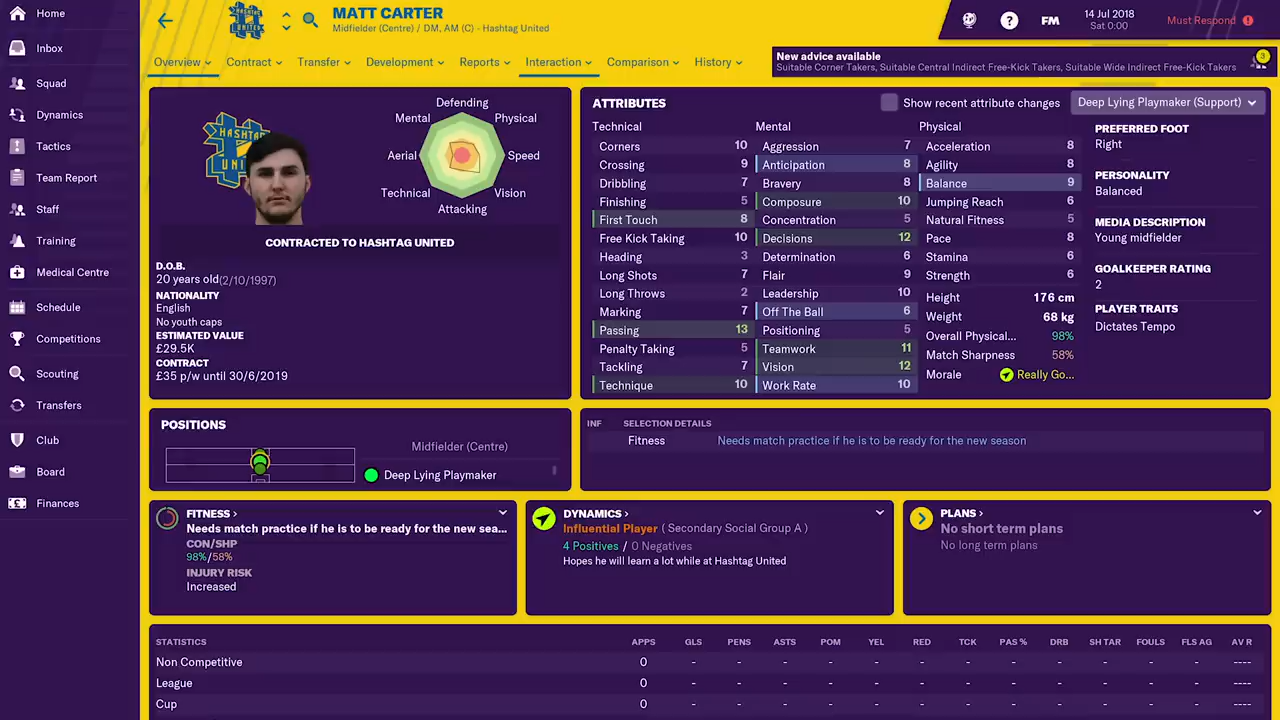 Home
Inbox
Squad
Dynamics
Tactics
Team Report
Staff
Training
Medical Centre
Schedule
Competitions
Scouting
Transfers
Club
Board
Finances
HASHTAG UNITED
MATT CARTER
Midfielder (Centre) / DM, AM (C) - Hashtag United
? FM 14 Jul 2018
Sat 0:00
Must Respond !
Overview Contract Transfer Development Reports Interaction Comparison History
New advice available
Suitable Corner Takers, Suitable Central Indirect Free-Kick Takers, Suitable Wide Indirect Free-Kick Takers
3
HASHTAG
UNITED
Defending
Mental Physical
Aerial Speed
Technical Vision
Attacking
CONTRACTED TO HASHTAG UNITED
D.O.B.
20 years old(2/10/1997)
NATIONALITY
English
No youth caps
ESTIMATED VALUE
£29.5K
CONTRACT
£35 p/w until 30/6/2019
ATTRIBUTES
Show recent attribute changes
Deep Lying Playmaker (Support)
Technical
Corners 10
Crossing 9
Dribbling 7
Finishing 5
First Touch 8
Free Kick Taking 10
Heading 3
Long Shots 7
Long Throws 2
Marking 7
Passing 13
Penalty Taking 5
Tackling 7
Technique 10
Mental
Aggression 7
Anticipation 8
Bravery 8
Composure 10
Concentration 5
Decisions 12
Determination 6
Flair 9
Leadership 10
Off The Ball 6
Positioning 5
Teamwork 11
Vision 12
Work Rate 10
Physical
Acceleration 8
Agility 8
Balance 9
Jumping Reach 6
Natural Fitness 5
Pace 8
Stamina 6
Strength 6
Height 176 cm
Weight 68 kg
Overall Physical... 98%
Match Sharpness 58%
Morale Really Go...
PREFERRED FOOT
Right
PERSONALITY
Balanced
MEDIA DESCRIPTION
Young midfielder
GOALKEEPER RATING
2
PLAYER TRAITS
Dictates Tempo
POSITIONS
Midfielder (Centre)
Deep Lying Playmaker
INF SELECTION DETAILS
Fitness Needs match practice if he is to be ready for the new season
FITNESS >
Needs match practice if he is to be ready for the new sea...
CON/SHP
98%/58%
INJURY RISK
Increased
DYNAMICS >
Influential Player ( Secondary Social Group A )
4 Positives / 0 Negatives
Hopes he will learn a lot while at Hashtag United
PLANS >
No short term plans
No long term plans
STATISTICS APPS GLS PENS ASTS POM YEL RED TCK PAS % DRB SH TAR FOULS FLS AG AV R
Non Competitive 0 - - - - - - - - - - - - ----
League 0 - - - - - - - - - - - - ----
Cup 0 - - - - - - - - - - - - ----